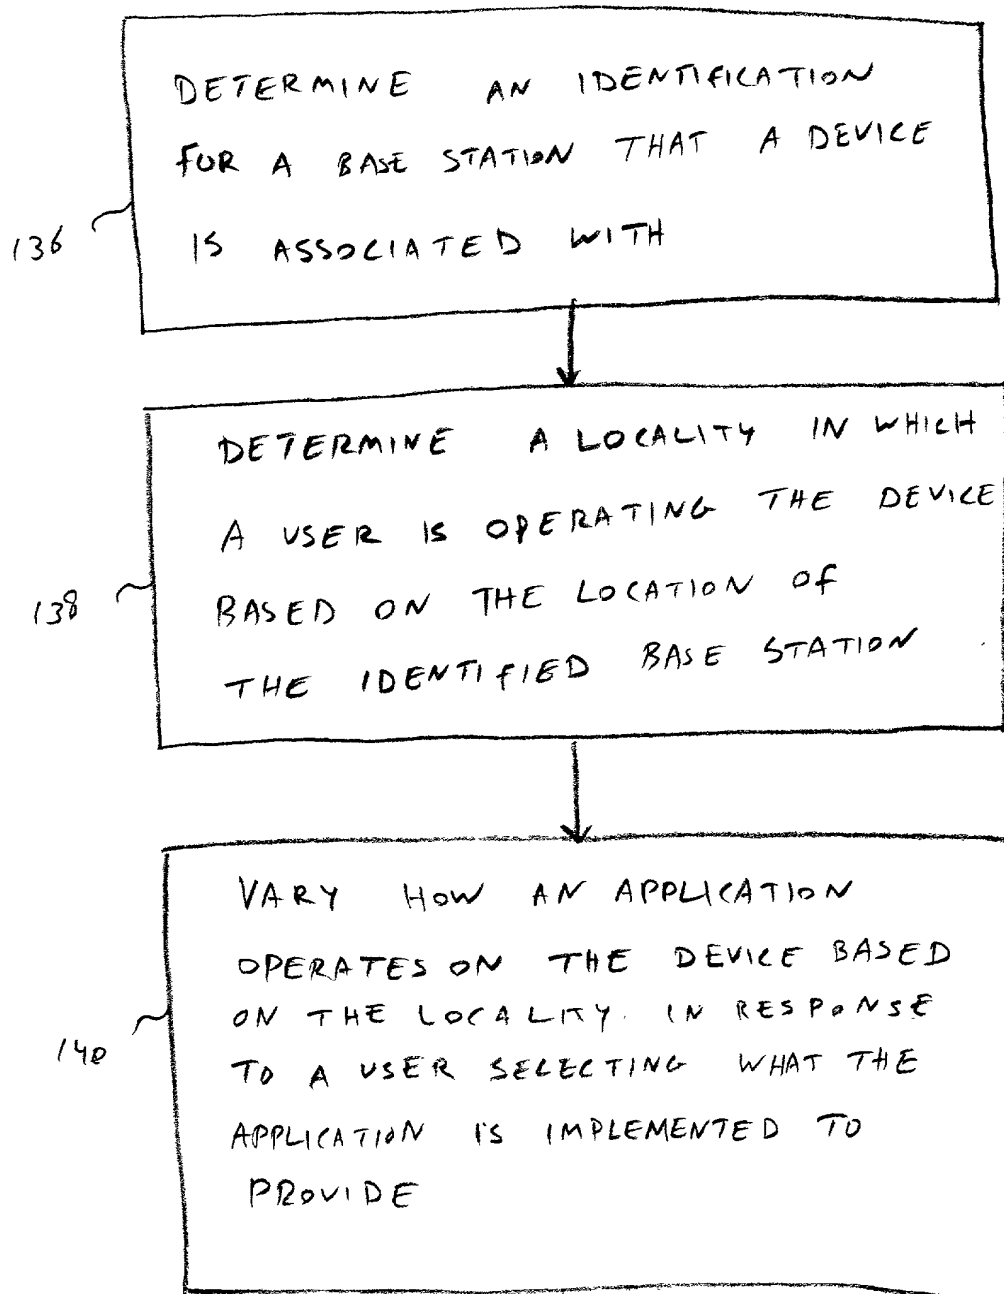 DETERMINE AN IDENTIFICATION
FOR A BASE STATION THAT A DEVICE
IS ASSOCIATED WITH
136
DETERMINE A LOCALITY IN WHICH
A USER IS OPERATING THE DEVICE
BASED ON THE LOCATION OF
THE IDENTIFIED BASE STATION
138
VARY HOW AN APPLICATION
OPERATES ON THE DEVICE BASED
ON THE LOCALITY. IN RESPONSE
TO A USER SELECTING WHAT THE
APPLICATION IS IMPLEMENTED TO
PROVIDE
140